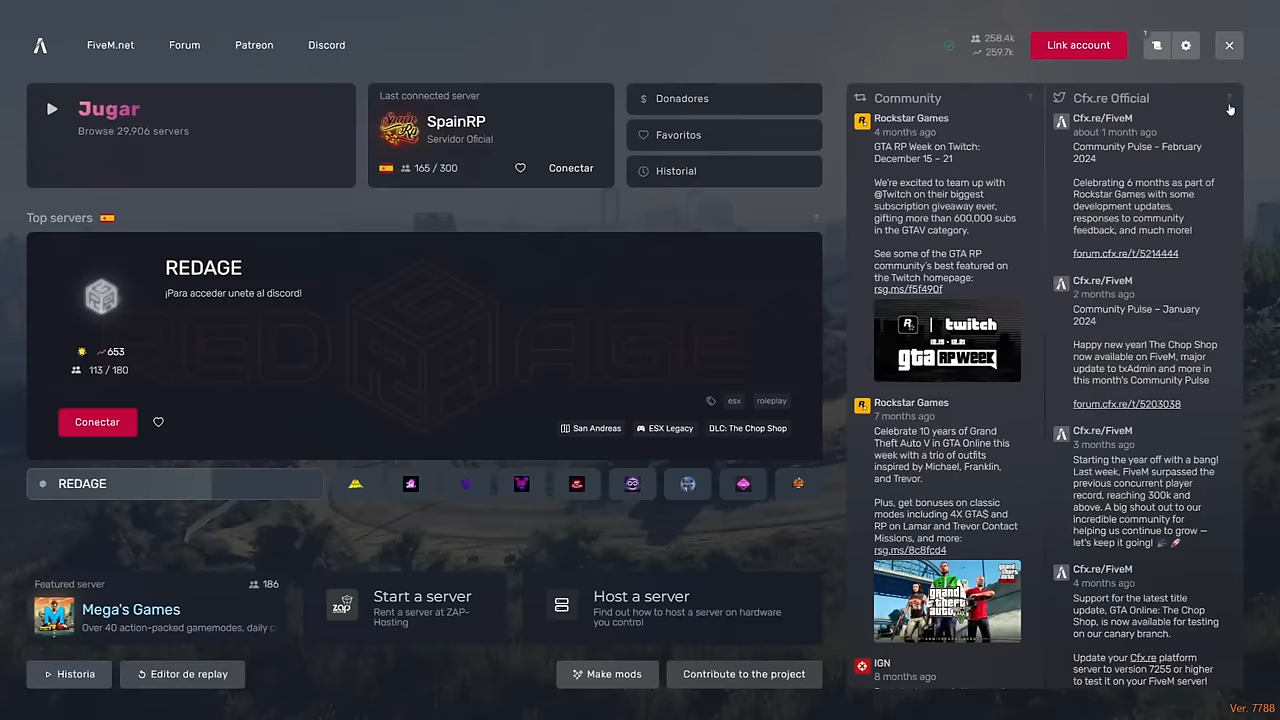 FiveM.net
Forum
Patreon
Discord
258.4k
259.7k
Link account
1
Jugar
Browse 29,906 servers
Last connected server
SpainRP
Servidor Oficial
165 / 300
Conectar
$ Donadores
Favoritos
Historial
Top servers
?
REDAGE
¡Para acceder unete al discord!
653
113 / 180
Conectar
esx
roleplay
San Andreas
ESX Legacy
DLC: The Chop Shop
REDAGE
Featured server
186
Mega's Games
Over 40 action-packed gamemodes, daily c
ZAP
Start a server
Rent a server at ZAP-
Hosting
Host a server
Find out how to host a server on hardware
you control
Historia
Editor de replay
Make mods
Contribute to the project
Community
?
Rockstar Games
4 months ago
GTA RP Week on Twitch:
December 15 – 21
We're excited to team up with
@Twitch on their biggest
subscription giveaway ever,
gifting more than 600,000 subs
in the GTAV category.
See some of the GTA RP
community's best featured on
the Twitch homepage:
rsg.ms/f5f490f
R* | twitch
12.15 - 12.21
gta RP WEEK
Rockstar Games
7 months ago
Celebrate 10 years of Grand
Theft Auto V in GTA Online this
week with a trio of outfits
inspired by Michael, Franklin,
and Trevor.
Plus, get bonuses on classic
modes including 4X GTA$ and
RP on Lamar and Trevor Contact
Missions, and more:
rsg.ms/8c8fcd4
grand
theft
auto
IGN
8 months ago
Cfx.re Official
?
Cfx.re/FiveM
about 1 month ago
Community Pulse - February
2024
Celebrating 6 months as part of
Rockstar Games with some
development updates,
responses to community
feedback, and much more!
forum.cfx.re/t/5214444
Cfx.re/FiveM
2 months ago
Community Pulse – January
2024
Happy new year! The Chop Shop
now available on FiveM, major
update to txAdmin and more in
this month's Community Pulse
forum.cfx.re/t/5203038
Cfx.re/FiveM
3 months ago
Starting the year off with a bang!
Last week, FiveM surpassed the
previous concurrent player
record, reaching 300k and
above. A big shout out to our
incredible community for
helping us continue to grow —
let's keep it going! 🎉 🚀
Cfx.re/FiveM
4 months ago
Support for the latest title
update, GTA Online: The Chop
Shop, is now available for testing
on our canary branch.
Update your Cfx.re platform
server to version 7255 or higher
to test it on your FiveM server!
Ver. 7788